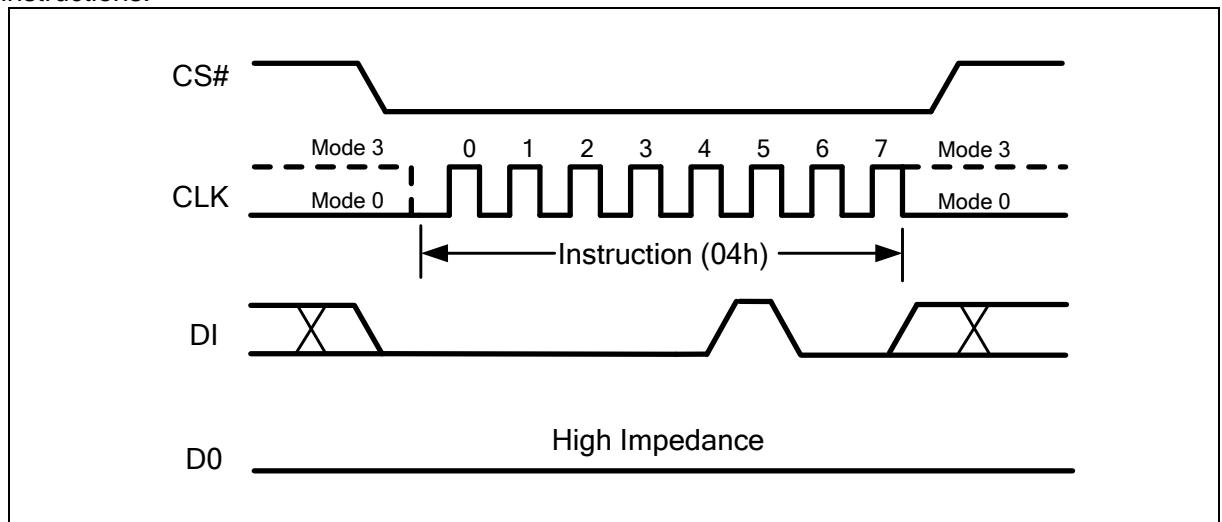 instructions.
CS#
Mode 3 0 1 2 3 4 5 6 7 Mode 3
CLK
Mode 0 Mode 0
Instruction (04h)
DI
High Impedance
D0